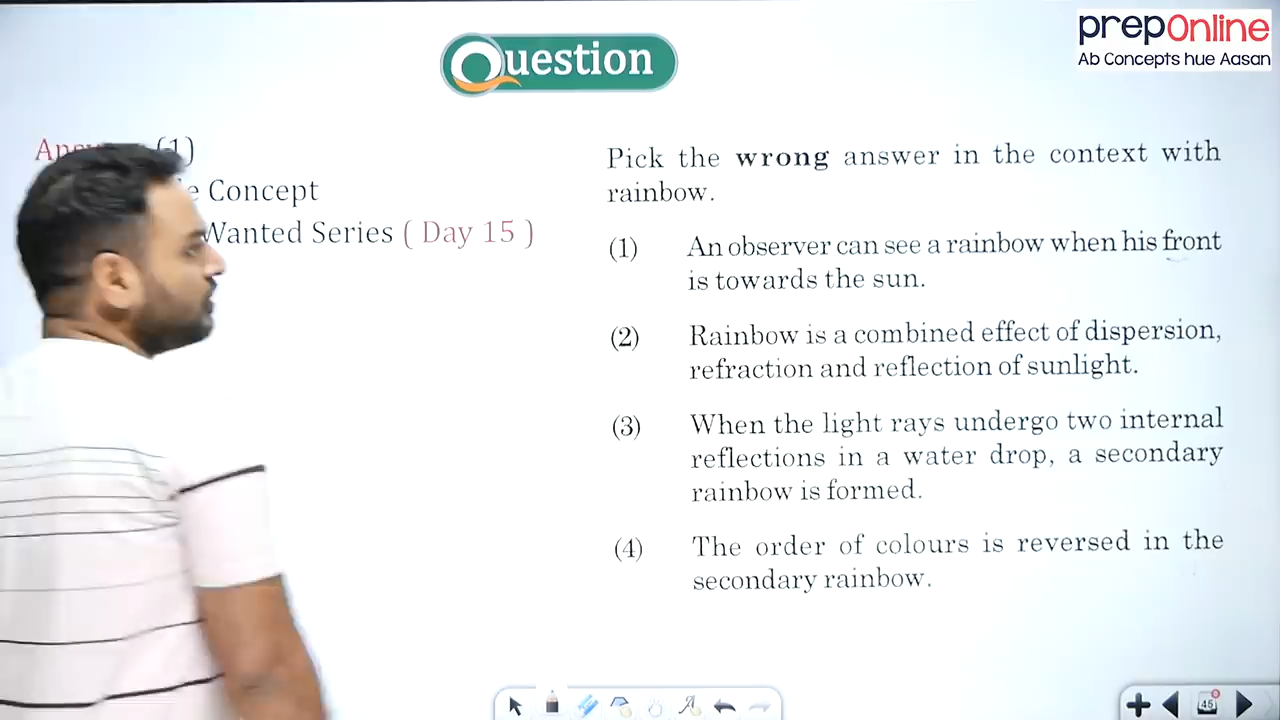 prepOnline
Ab Concepts hue Aasan
Question
(1)
Concept
Wanted Series ( Day 15 )
Pick the wrong answer in the context with
rainbow.
(1) An observer can see a rainbow when his front
is towards the sun.
(2) Rainbow is a combined effect of dispersion,
refraction and reflection of sunlight.
(3) When the light rays undergo two internal
reflections in a water drop, a secondary
rainbow is formed.
(4) The order of colours is reversed in the
secondary rainbow.
45